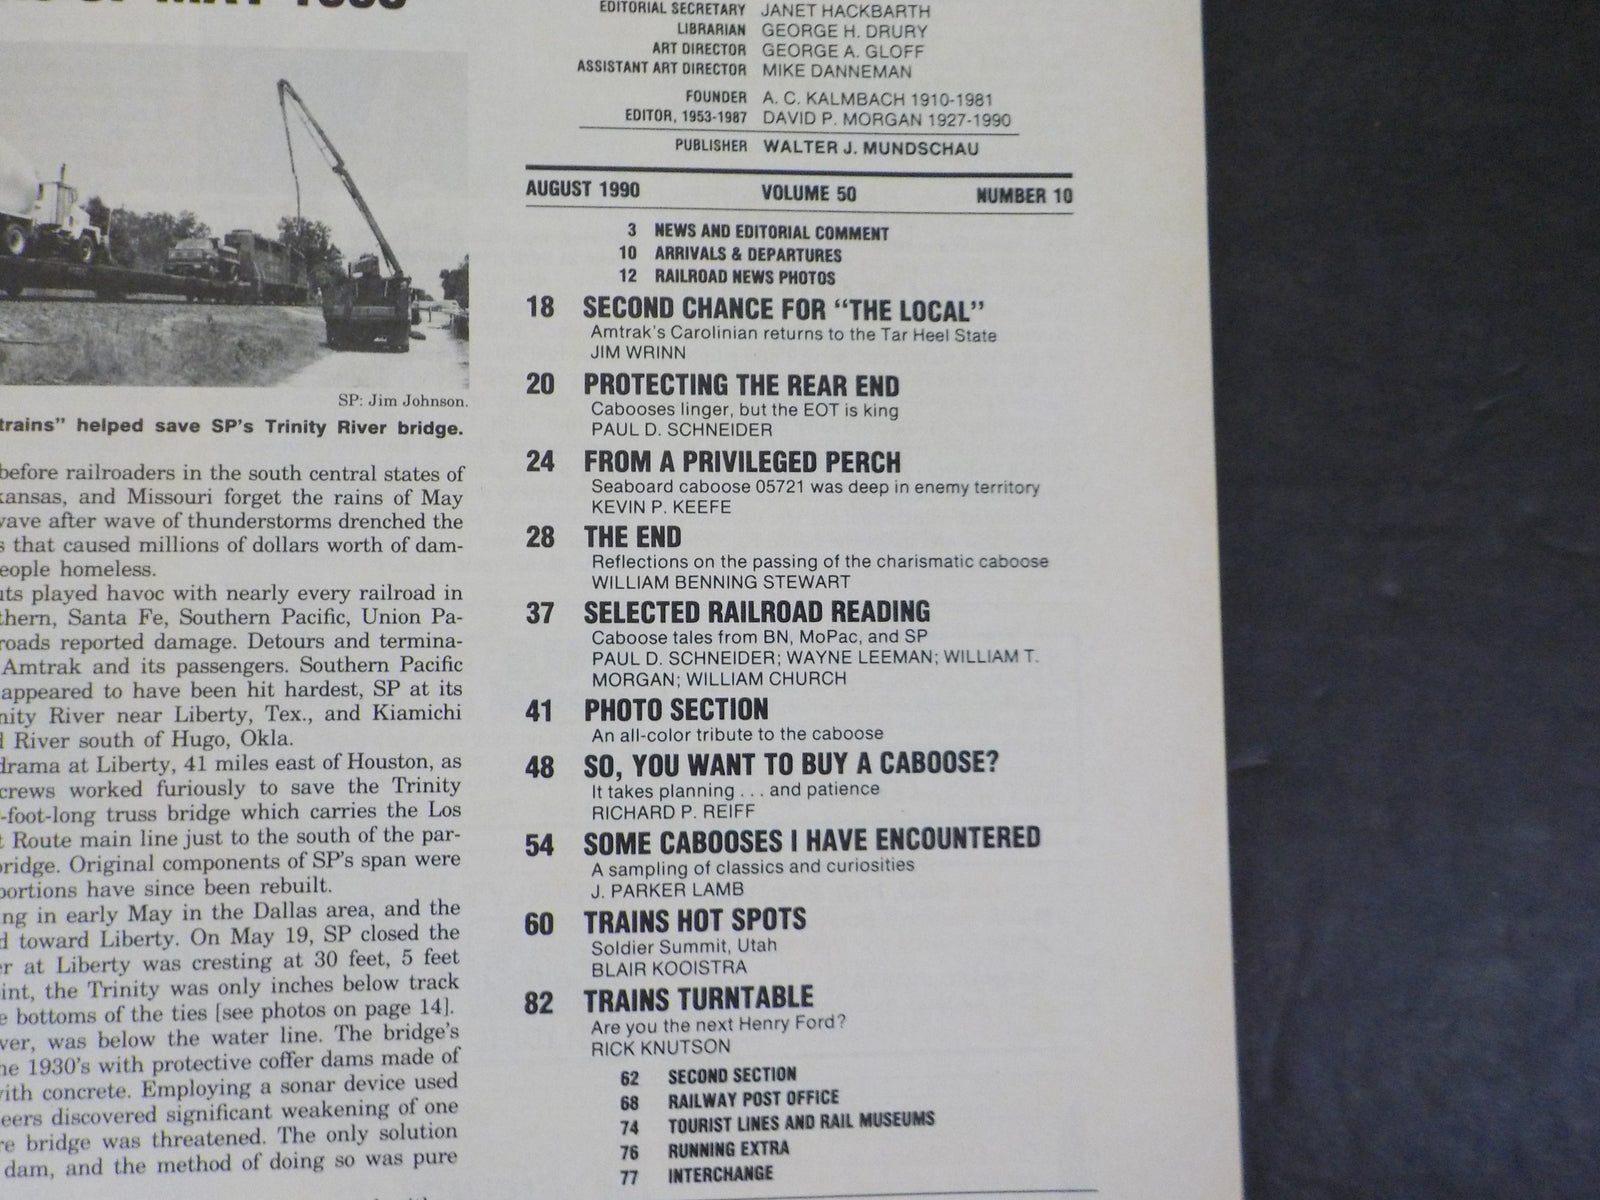 SP: Jim Johnson.
trains" helped save SP's Trinity River bridge.
before railroaders in the south central states of
and Missouri forget the rains of May
wave after wave of thunderstorms drenched the
that caused millions of dollars worth of dam-
homeless.
played havoc with nearly every railroad in
Santa Fe, Southern Pacific, Union Pa-
roads reported damage. Detours and termina-
Amtrak and its passengers. Southern Pacific
appeared to have been hit hardest, SP at its
River near Liberty, Tex., and Kiamichi
River south of Hugo, Okla.
drama at Liberty, 41 miles east of Houston, as
crews worked furiously to save the Trinity
-foot-long truss bridge which carries the Los
Route main line just to the south of the par-
bridge. Original components of SP's span were
portions have since been rebuilt.
ing in early May in the Dallas area, and the
toward Liberty. On May 19, SP closed the
at Liberty was cresting at 30 feet, 5 feet
the Trinity was only inches below track
bottoms of the ties [see photos on page 14].
was below the water line. The bridge's
1930's with protective coffer dams made of
with concrete. Employing a sonar device used
discovered significant weakening of one
bridge was threatened. The only solution
dam, and the method of doing so was pure
EDITORIAL SECRETARY JANET HACKBARTH
LIBRARIAN GEORGE H. DRURY
ART DIRECTOR GEORGE A. GLOFF
ASSISTANT ART DIRECTOR MIKE DANNEMAN
FOUNDER A. C. KALMBACH 1910-1981
EDITOR, 1953-1987 DAVID P. MORGAN 1927-1990
PUBLISHER WALTER J. MUNDSCHAU
AUGUST 1990 VOLUME 50 NUMBER 10
3 NEWS AND EDITORIAL COMMENT
10 ARRIVALS & DEPARTURES
12 RAILROAD NEWS PHOTOS
18 SECOND CHANCE FOR "THE LOCAL"
Amtrak's Carolinian returns to the Tar Heel State
JIM WRINN
20 PROTECTING THE REAR END
Cabooses linger, but the EOT is king
PAUL D. SCHNEIDER
24 FROM A PRIVILEGED PERCH
Seaboard caboose 05721 was deep in enemy territory
KEVIN P. KEEFE
28 THE END
Reflections on the passing of the charismatic caboose
WILLIAM BENNING STEWART
37 SELECTED RAILROAD READING
Caboose tales from BN, MoPac, and SP
PAUL D. SCHNEIDER; WAYNE LEEMAN; WILLIAM T.
MORGAN; WILLIAM CHURCH
41 PHOTO SECTION
An all-color tribute to the caboose
48 SO, YOU WANT TO BUY A CABOOSE?
It takes planning . . . and patience
RICHARD P. REIFF
54 SOME CABOOSES I HAVE ENCOUNTERED
A sampling of classics and curiosities
J. PARKER LAMB
60 TRAINS HOT SPOTS
Soldier Summit, Utah
BLAIR KOOISTRA
82 TRAINS TURNTABLE
Are you the next Henry Ford?
RICK KNUTSON
62 SECOND SECTION
68 RAILWAY POST OFFICE
74 TOURIST LINES AND RAIL MUSEUMS
76 RUNNING EXTRA
77 INTERCHANGE